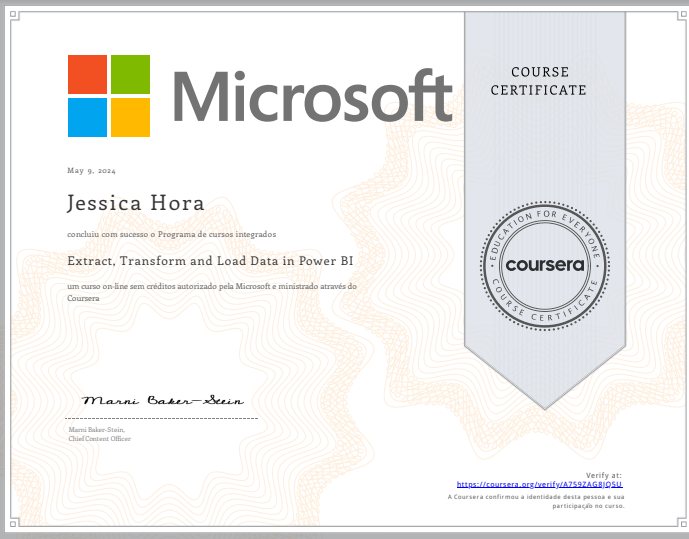 Microsoft
COURSE
CERTIFICATE
May 9, 2024
Jessica Hora
concluiu com sucesso o Programa de cursos integrados
Extract, Transform and Load Data in Power BI
um curso on-line sem créditos autorizado pela Microsoft e ministrado através do
Coursera
EDUCATION FOR EVERYONE
coursera
COURSE CERTIFICATE
Marni Baker-Stein
Marni Baker-Stein,
Chief Content Officer
Verify at:
https://coursera.org/verify/A759ZAG8JQ5U
A Coursera confirmou a identidade desta pessoa e sua
participação no curso.